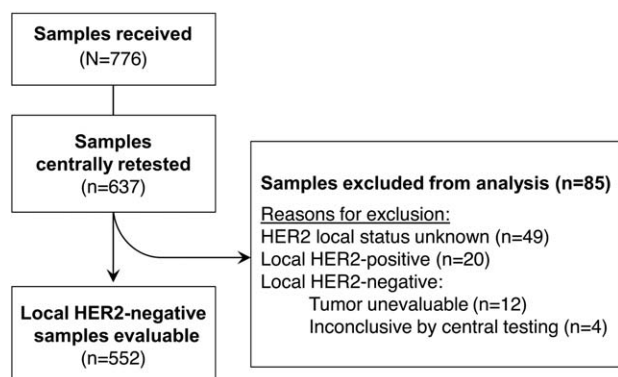 Samples received
(N=776)
Samples
centrally retested
(n=637)
Samples excluded from analysis (n=85)
Reasons for exclusion:
HER2 local status unknown (n=49)
Local HER2-positive (n=20)
Local HER2-negative:
Tumor unevaluable (n=12)
Inconclusive by central testing (n=4)
Local HER2-negative
samples evaluable
(n=552)